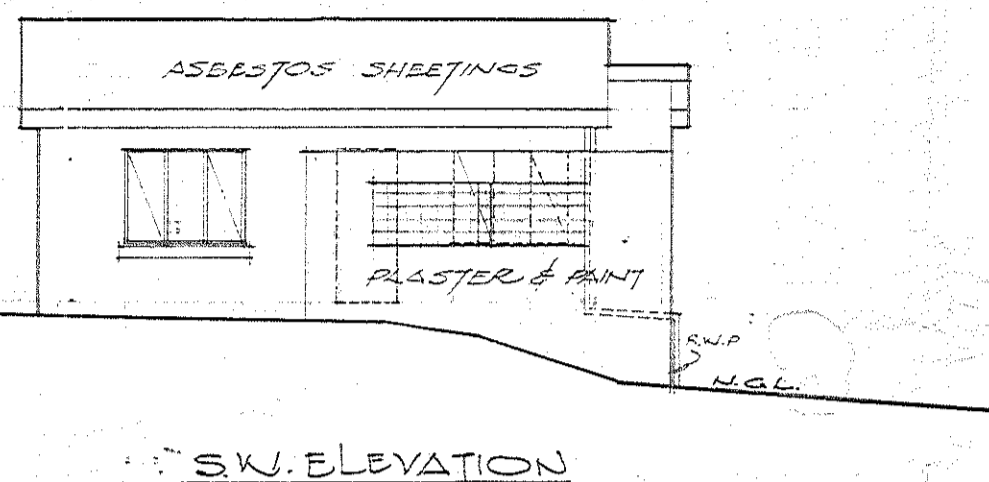 ASBESTOS SHEETINGS
PLASTER & PAINT
R.W.P
N.G.L.
S.W. ELEVATION